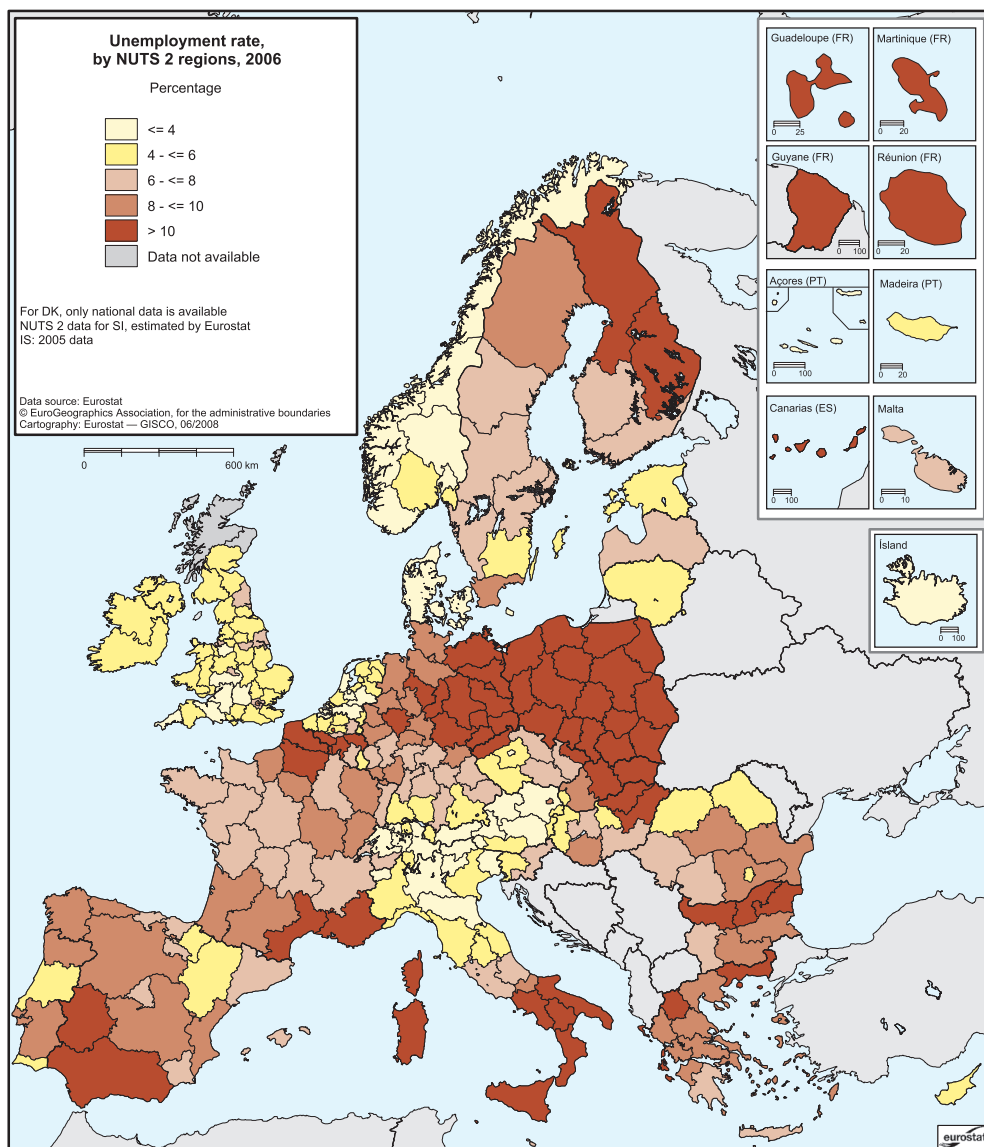 Unemployment rate,
by NUTS 2 regions, 2006
Percentage
<= 4
4 - <= 6
6 - <= 8
8 - <= 10
> 10
Data not available
For DK, only national data is available
NUTS 2 data for SI, estimated by Eurostat
IS: 2005 data
Data source: Eurostat
© EuroGeographics Association, for the administrative boundaries
Cartography: Eurostat — GISCO, 06/2008
0 600 km
Guadeloupe (FR)
0 25
Martinique (FR)
0 20
Guyane (FR)
0 100
Réunion (FR)
0 20
Açores (PT)
0 100
Madeira (PT)
0 20
Canarias (ES)
0 100
Malta
0 10
Ísland
0 100
eurostat